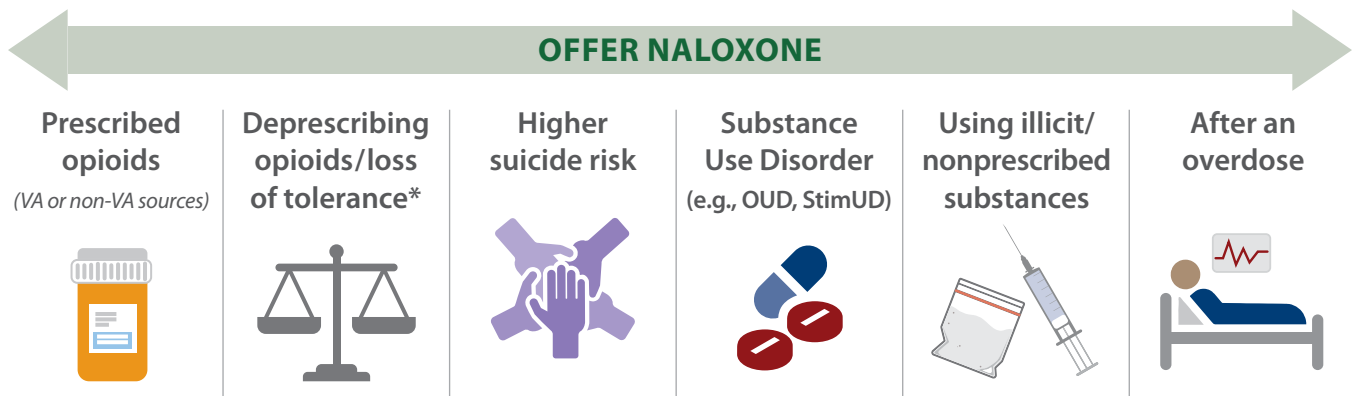 OFFER NALOXONE
Prescribed
opioids
(VA or non-VA sources)
Deprescribing
opioids/loss
of tolerance*
Higher
suicide risk
Substance
Use Disorder
(e.g., OUD, StimUD)
Using illicit/
nonprescribed
substances
After an
overdose